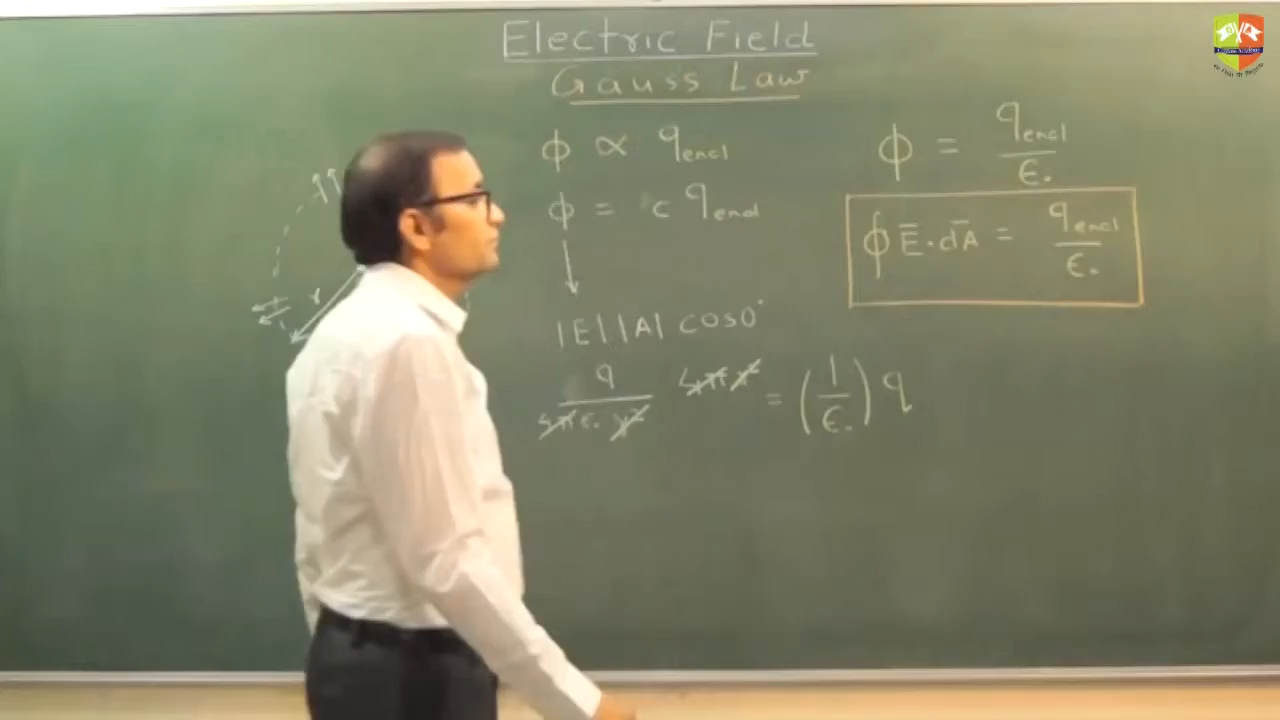 Electric Field
Gauss Law
ϕ ∝ q_encl
ϕ = c q_encl
|E||A| cos0°
q / 4πε₀ r² 4πr² = (1/ε₀) q
r
ϕ = q_encl / ε₀
∮ E̅ · dA̅ = q_encl / ε₀